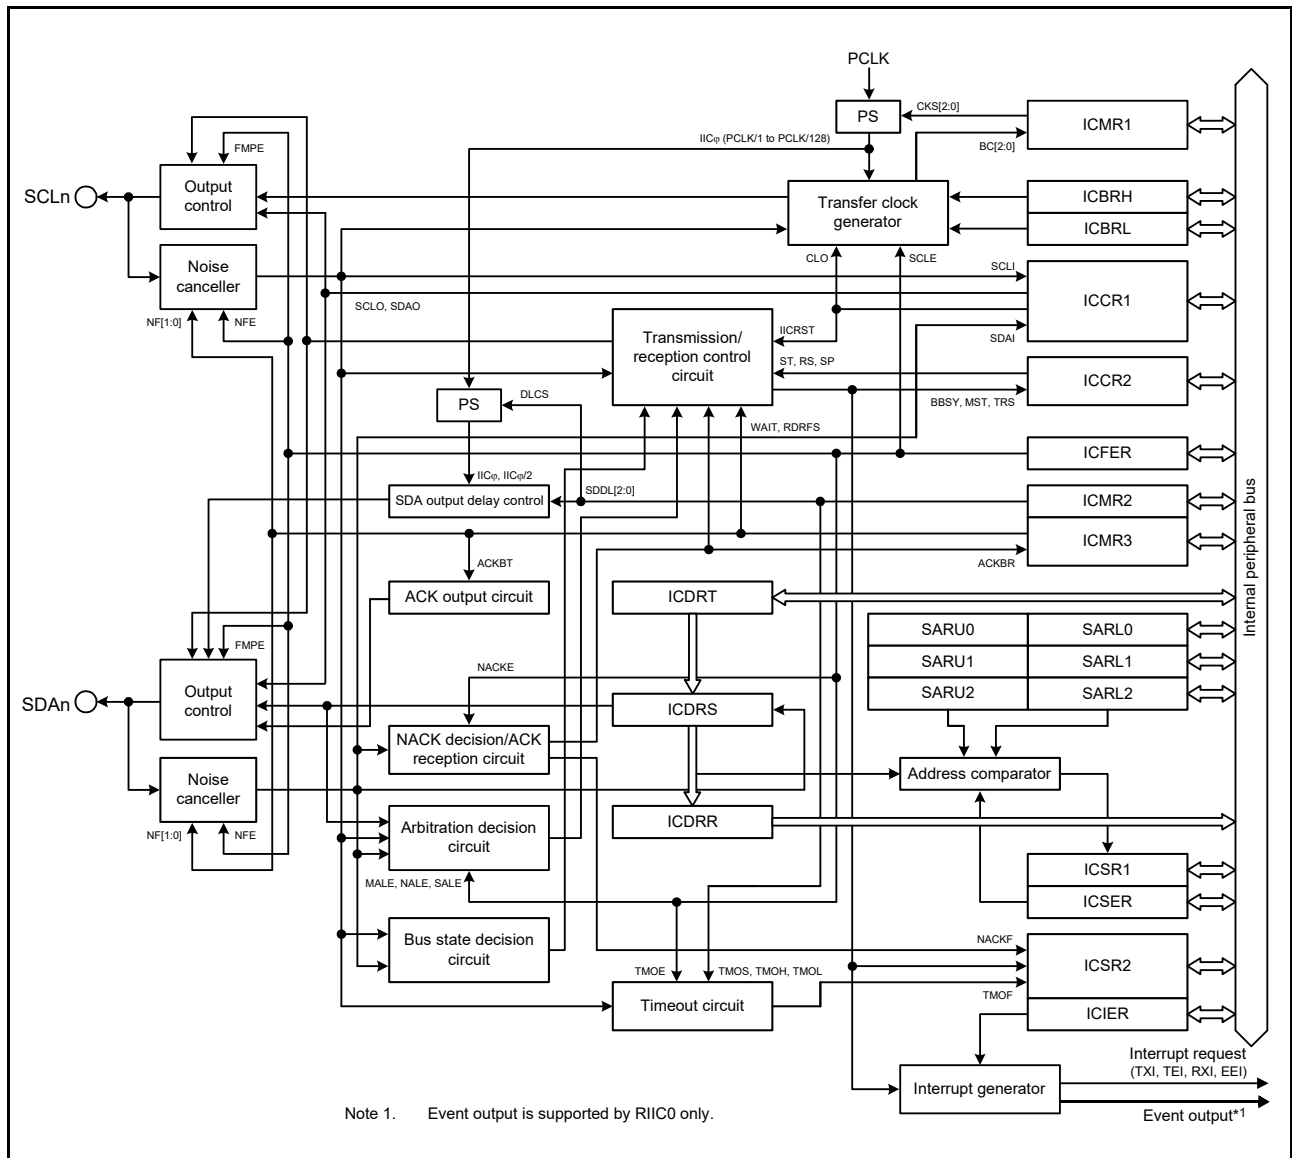 PCLK
PS
CKS[2:0]
ICMR1
IICφ (PCLK/1 to PCLK/128)
BC[2:0]
FMPE
SCLn
Output
control
Transfer clock
generator
ICBRH
ICBRL
Noise
canceller
CLO
SCLE
SCLI
ICCR1
SCLO, SDAO
NF[1:0]
NFE
Transmission/
reception control
circuit
IICRST
SDAI
ST, RS, SP
ICCR2
BBSY, MST, TRS
PS
DLCS
WAIT, RDRFS
ICFER
IICφ, IICφ/2
SDA output delay control
SDDL[2:0]
ICMR2
ICMR3
ACKBT
ACKBR
ACK output circuit
ICDRT
Internal peripheral bus
SARU0
SARL0
FMPE
SARU1
SARL1
NACKE
SARU2
SARL2
SDAn
Output
control
ICDRS
NACK decision/ACK
reception circuit
Noise
canceller
Address comparator
ICDRR
NF[1:0]
NFE
Arbitration decision
circuit
MALE, NALE, SALE
ICSR1
ICSER
Bus state decision
circuit
NACKF
ICSR2
TMOE
TMOS, TMOH, TMOL
TMOF
Timeout circuit
ICIER
Interrupt request
(TXI, TEI, RXI, EEI)
Interrupt generator
Event output*1
Note 1. Event output is supported by RIIC0 only.